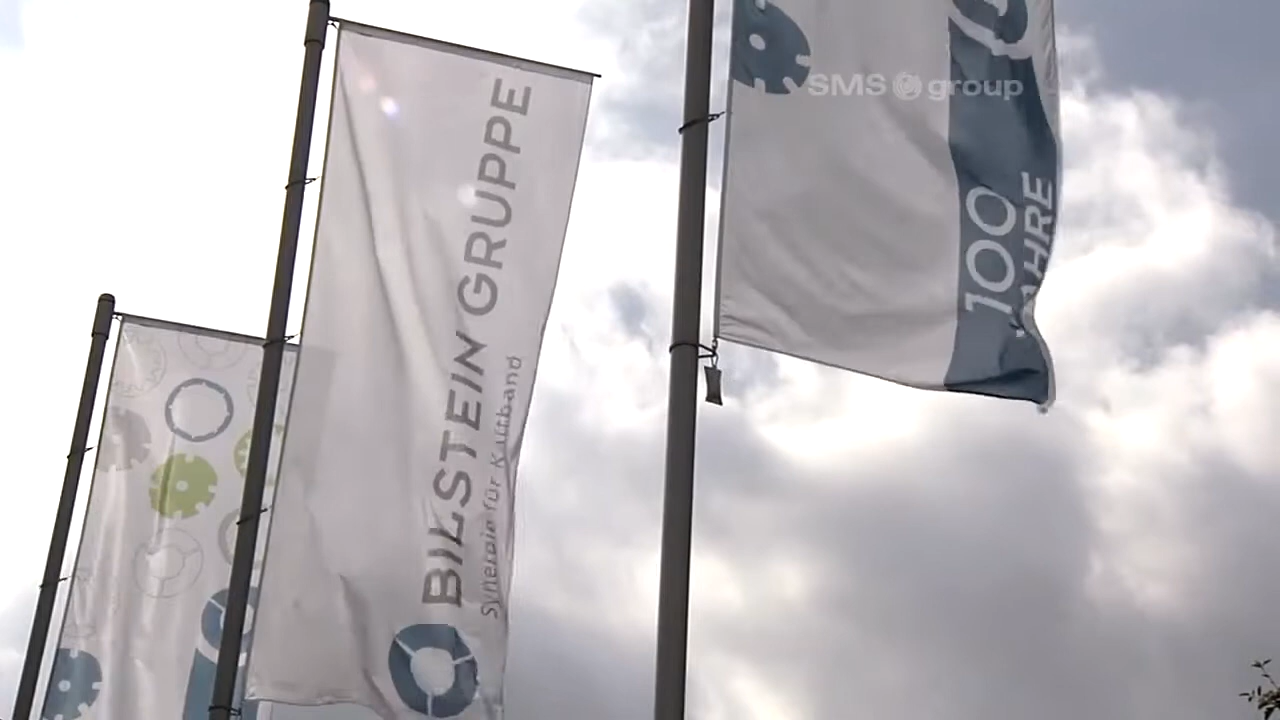 BILSTEIN GRUPPE
Synergie für Kaltband
SMS group
100
JAHRE